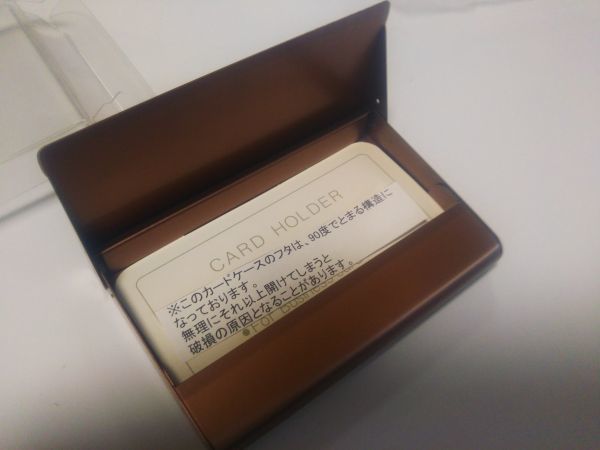 CARD HOLDER
※このカードケースのフタは、90度でとまる構造に
なっております。
無理にそれ以上開けてしまうと
破損の原因となることがあります。
●For business